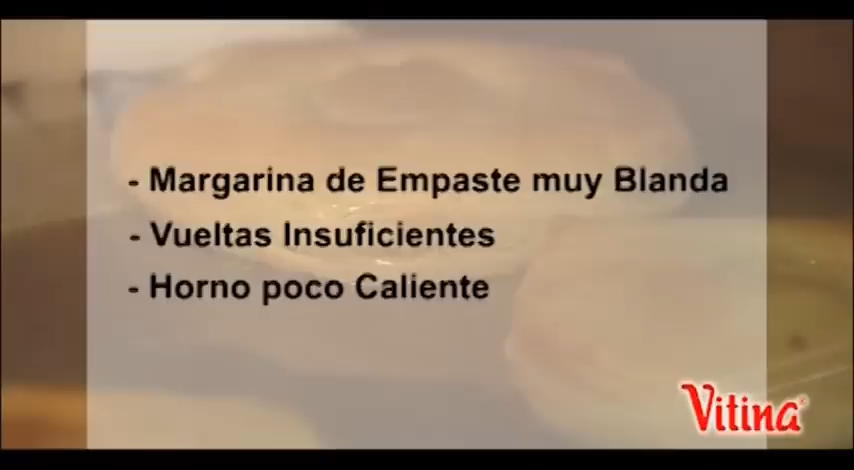 - Margarina de Empaste muy Blanda
- Vueltas Insuficientes
- Horno poco Caliente
Vitina®